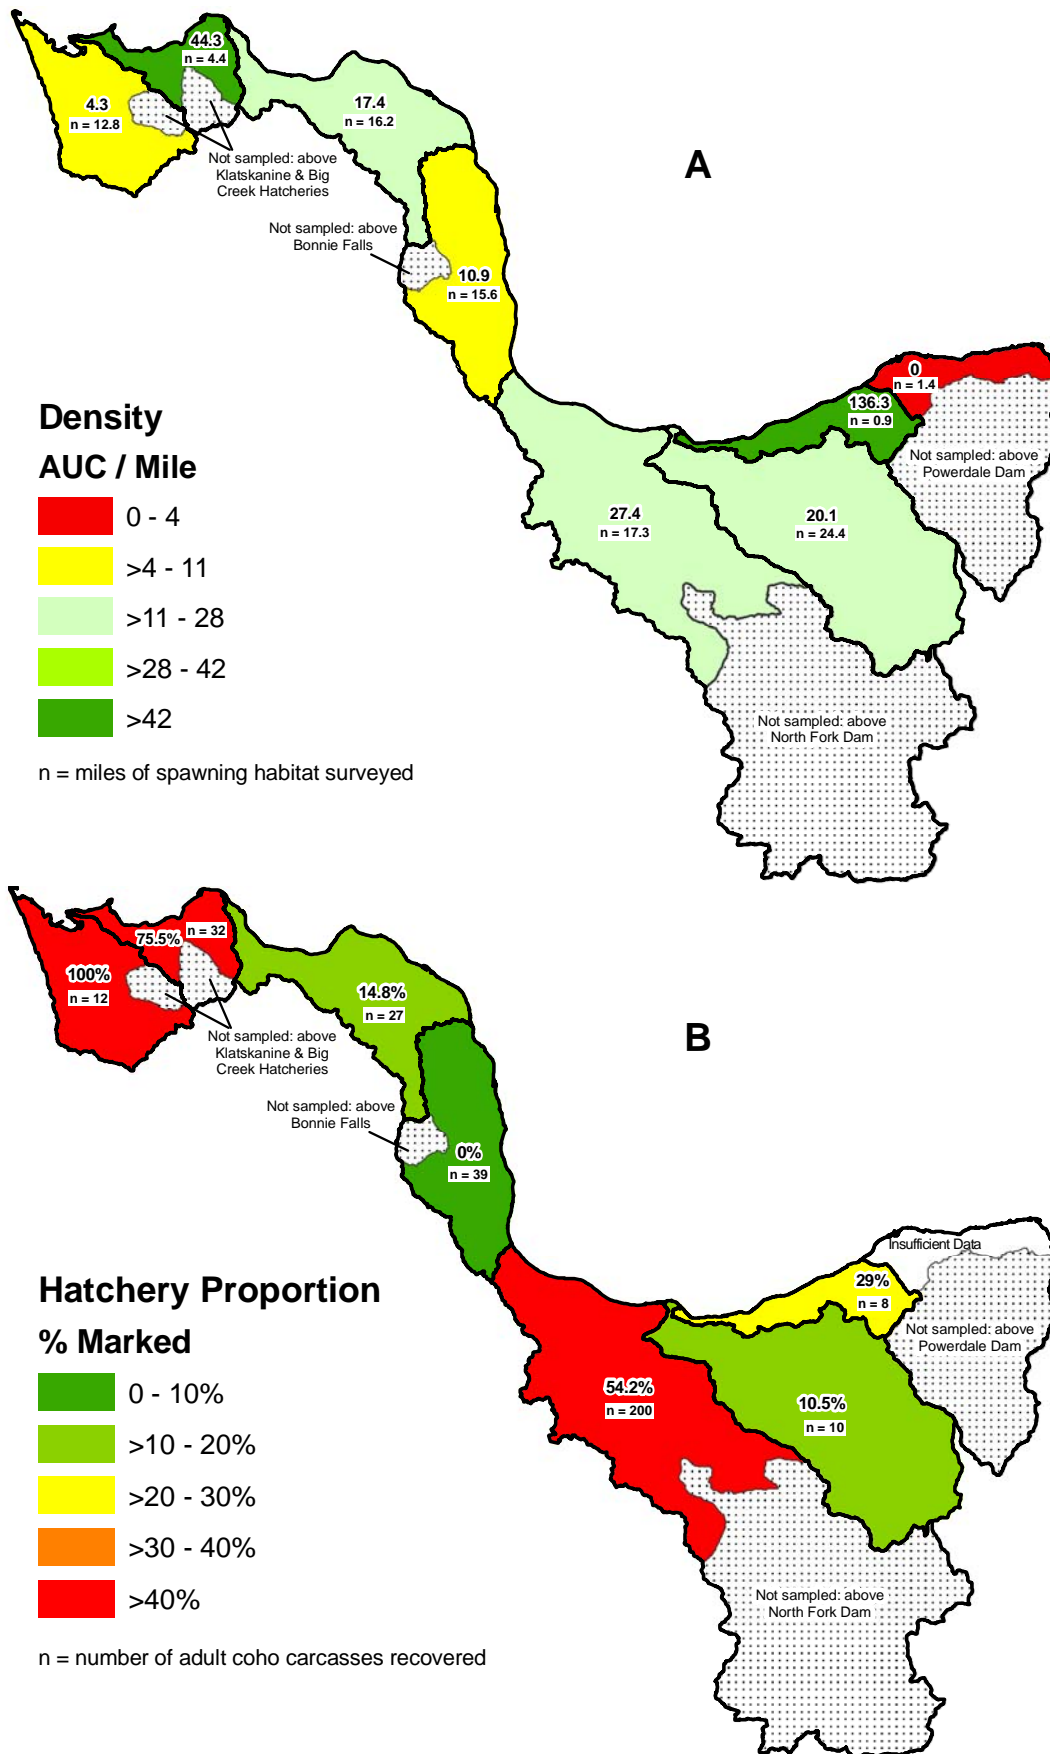 44.3
n = 4.4
4.3
n = 12.8
17.4
n = 16.2
Not sampled: above
Klatskanine & Big
Creek Hatcheries
A
Not sampled: above
Bonnie Falls
10.9
n = 15.6
0
n = 1.4
136.3
n = 0.9
Not sampled: above
Powerdale Dam
27.4
n = 17.3
20.1
n = 24.4
Not sampled: above
North Fork Dam
Density
AUC / Mile
0 - 4
>4 - 11
>11 - 28
>28 - 42
>42
n = miles of spawning habitat surveyed
75.5%
n = 32
100%
n = 12
14.8%
n = 27
Not sampled: above
Klatskanine & Big
Creek Hatcheries
B
Not sampled: above
Bonnie Falls
0%
n = 39
Insufficient Data
29%
n = 8
Not sampled: above
Powerdale Dam
54.2%
n = 200
10.5%
n = 10
Not sampled: above
North Fork Dam
Hatchery Proportion
% Marked
0 - 10%
>10 - 20%
>20 - 30%
>30 - 40%
>40%
n = number of adult coho carcasses recovered